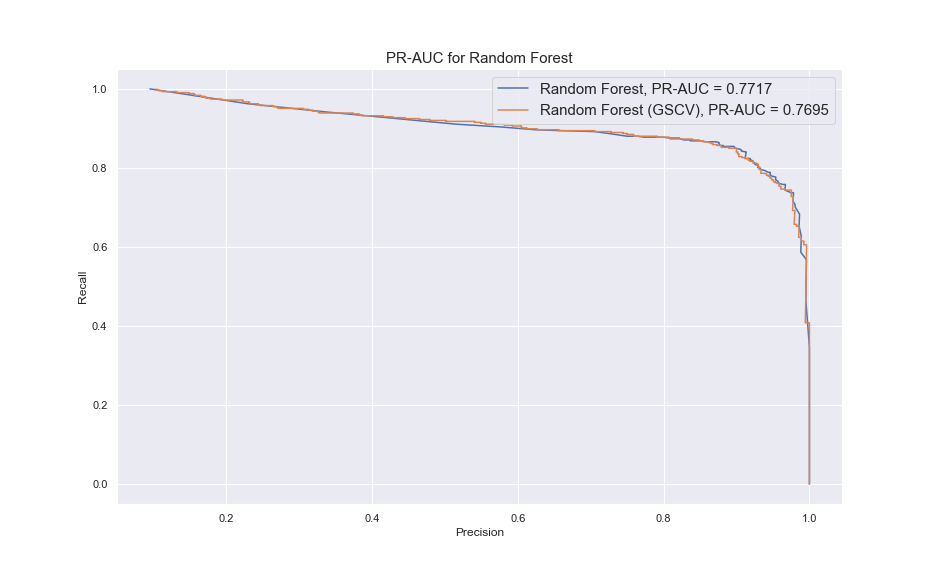 PR-AUC for Random Forest
Random Forest, PR-AUC = 0.7717
Random Forest (GSCV), PR-AUC = 0.7695
1.0
0.8
0.6
0.4
0.2
0.0
Recall
0.2 0.4 0.6 0.8 1.0
Precision